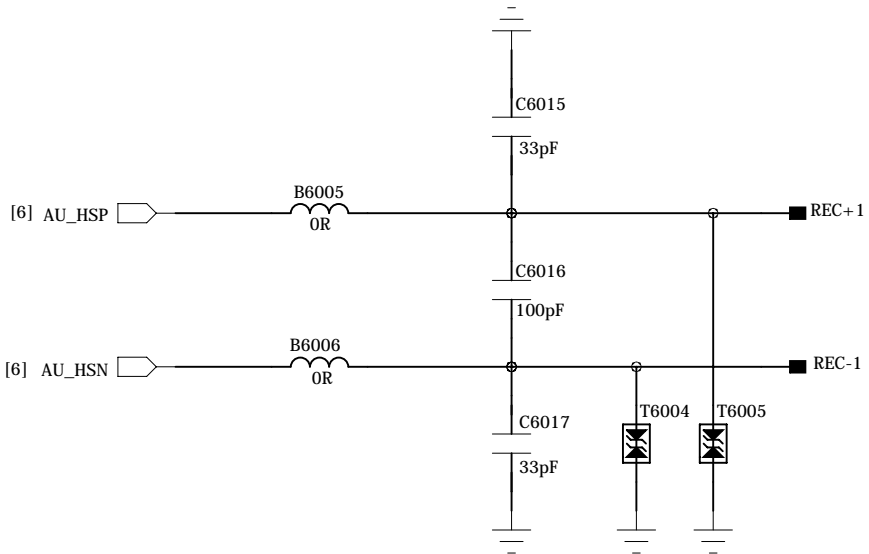 C6015
33pF
B6005
[6] AU_HSP
0R
REC+1
C6016
100pF
B6006
[6] AU_HSN
0R
REC-1
C6017
T6004
T6005
33pF